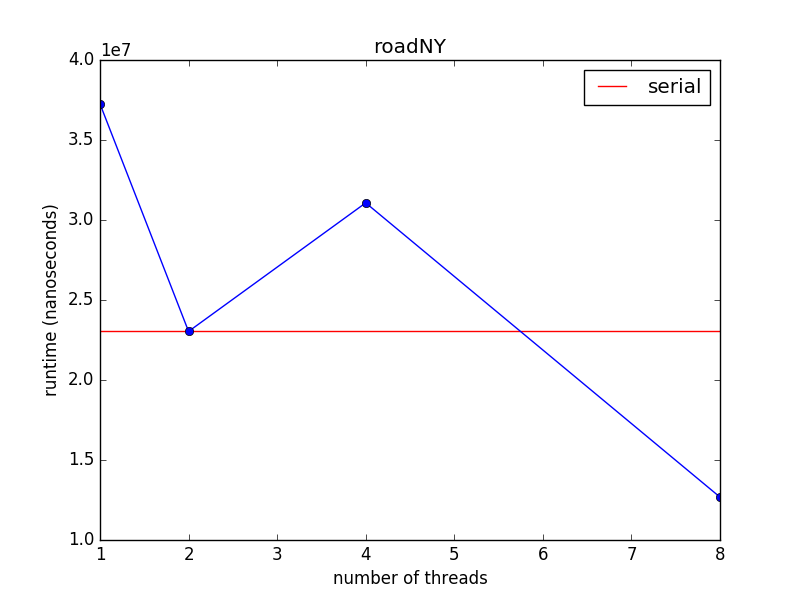 roadNY
1e7
serial
4.0
3.5
3.0
2.5
2.0
1.5
1.0
runtime (nanoseconds)
1 2 3 4 5 6 7 8
number of threads